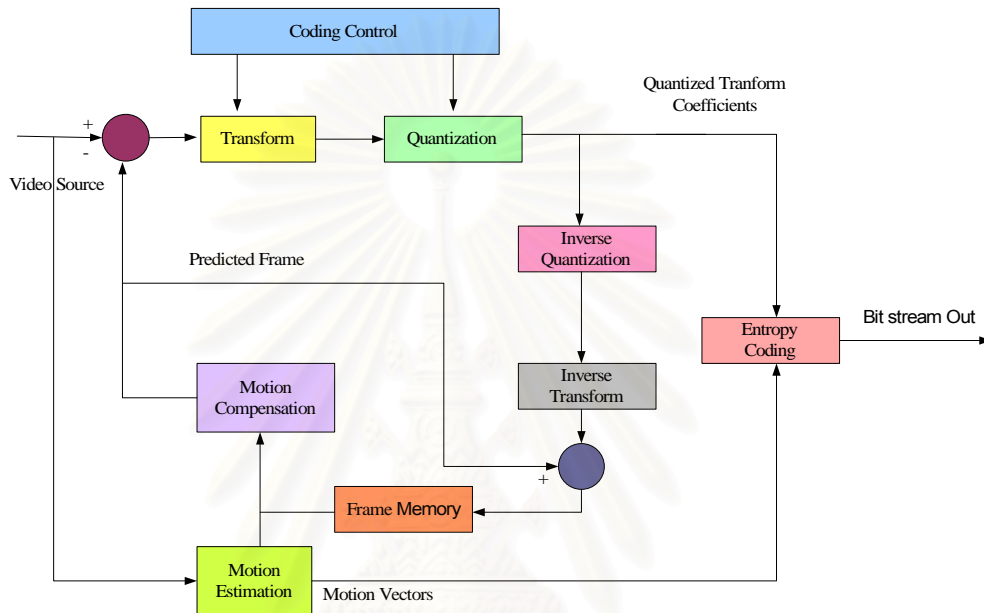 Coding Control
Quantized Tranform
Coefficients
+
-
Transform
Quantization
Video Source
Inverse
Quantization
Predicted Frame
Bit stream Out
Entropy
Coding
Motion
Compensation
Inverse
Transform
+
Frame Memory
Motion
Estimation
Motion Vectors